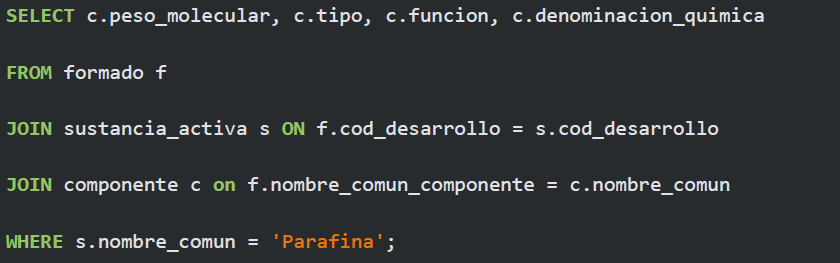 SELECT c.peso_molecular, c.tipo, c.funcion, c.denominacion_quimica
FROM formado f
JOIN sustancia_activa s ON f.cod_desarrollo = s.cod_desarrollo
JOIN componente c on f.nombre_comun_componente = c.nombre_comun
WHERE s.nombre_comun = 'Parafina';